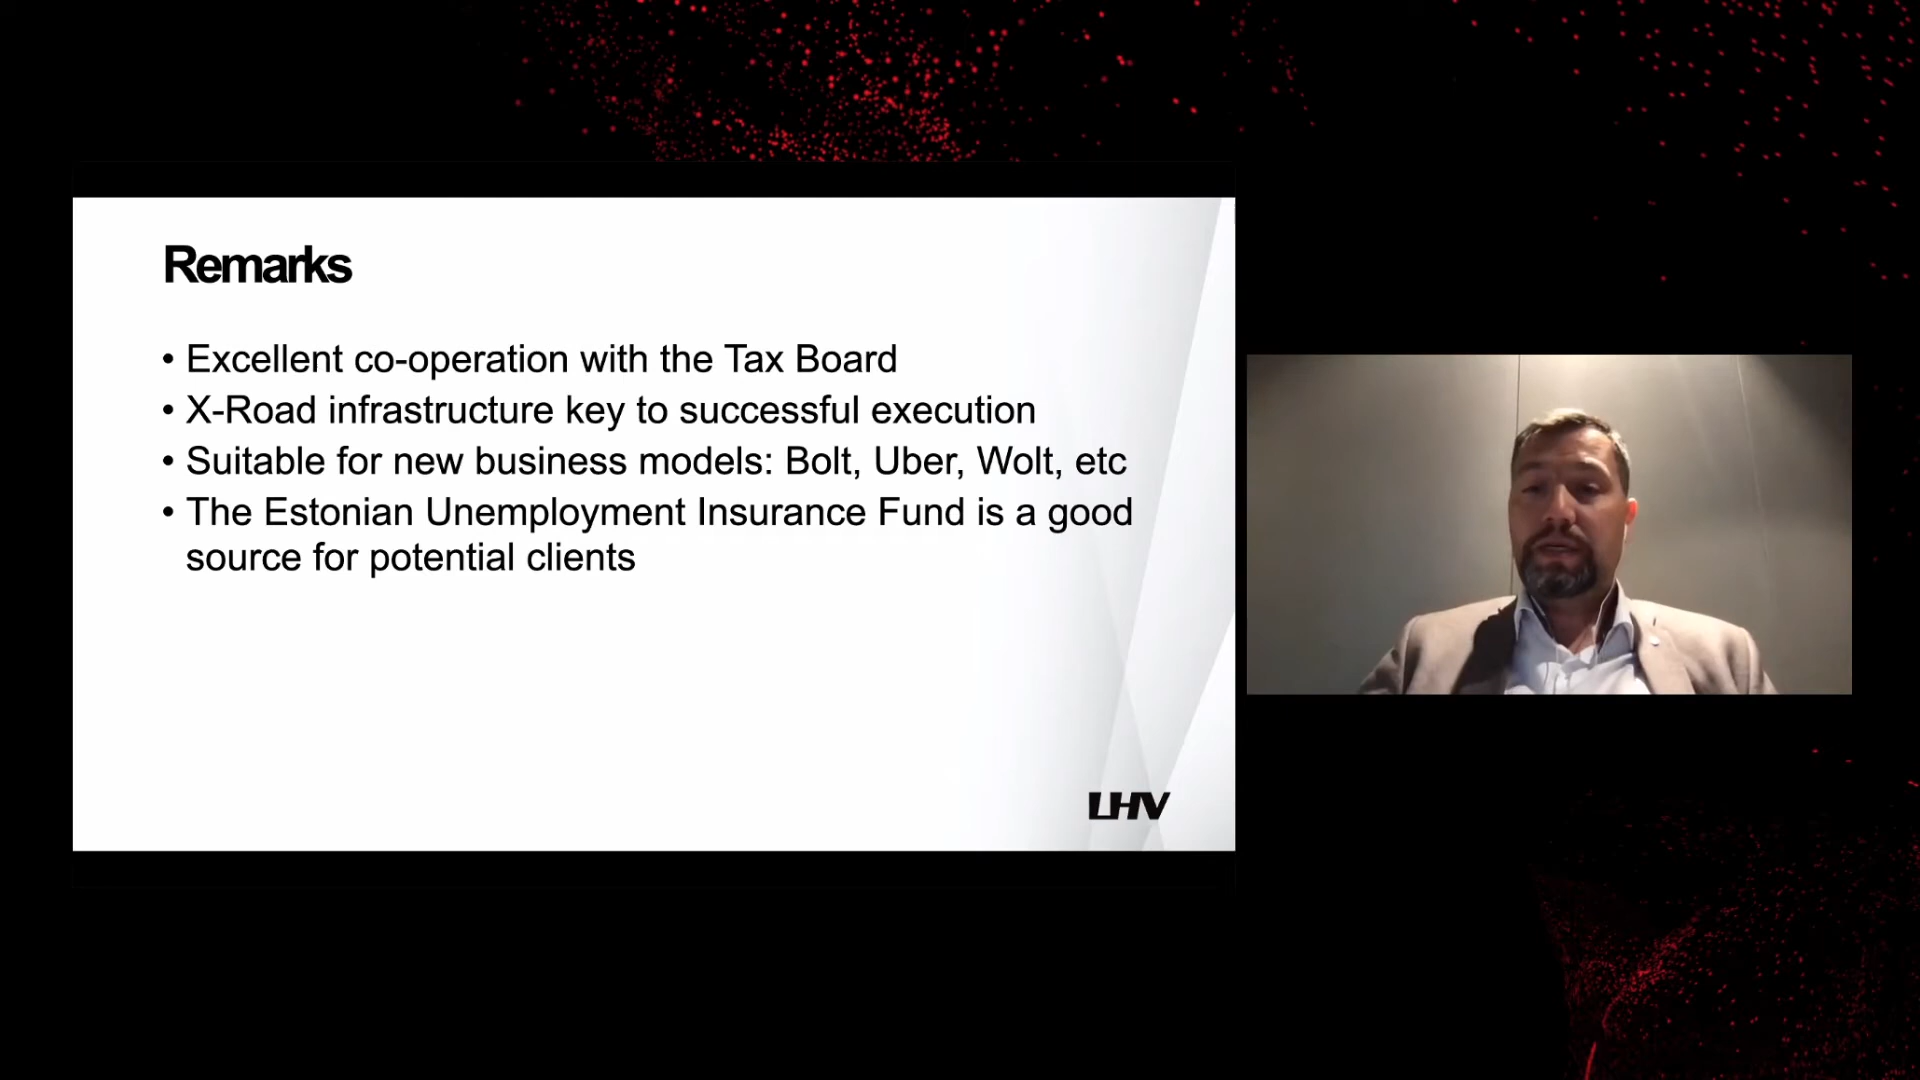 Remarks
• Excellent co-operation with the Tax Board
• X-Road infrastructure key to successful execution
• Suitable for new business models: Bolt, Uber, Wolt, etc
• The Estonian Unemployment Insurance Fund is a good
source for potential clients
LHV